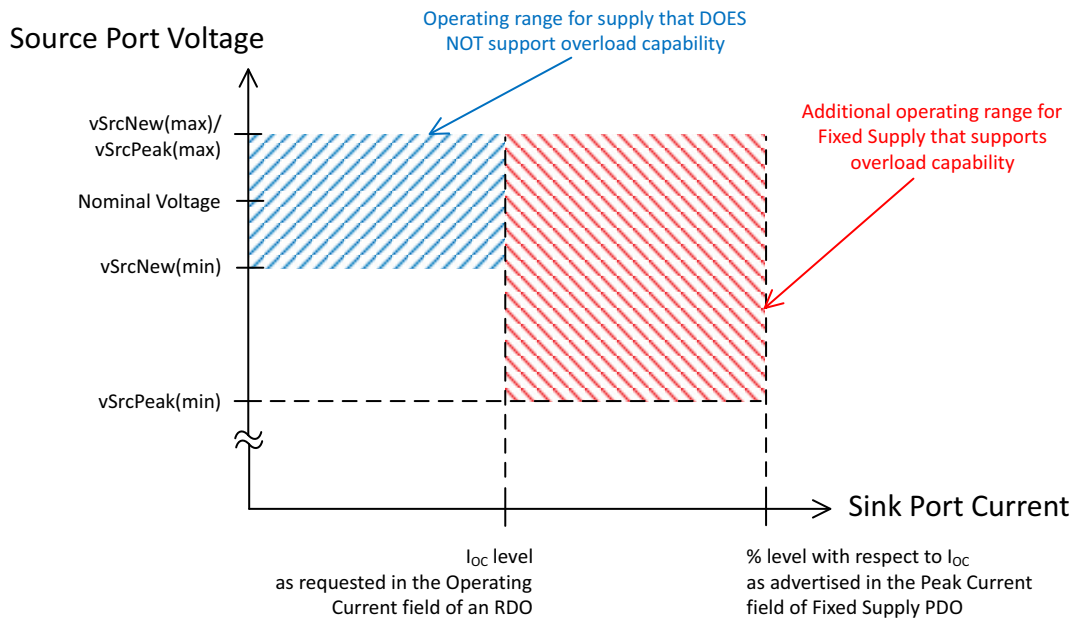 Operating range for supply that DOES
NOT support overload capability
Source Port Voltage
Additional operating range for
Fixed Supply that supports
overload capability
vSrcNew(max)/
vSrcPeak(max)
Nominal Voltage
vSrcNew(min)
vSrcPeak(min)
Sink Port Current
IOC level
as requested in the Operating
Current field of an RDO
% level with respect to IOC
as advertised in the Peak Current
field of Fixed Supply PDO